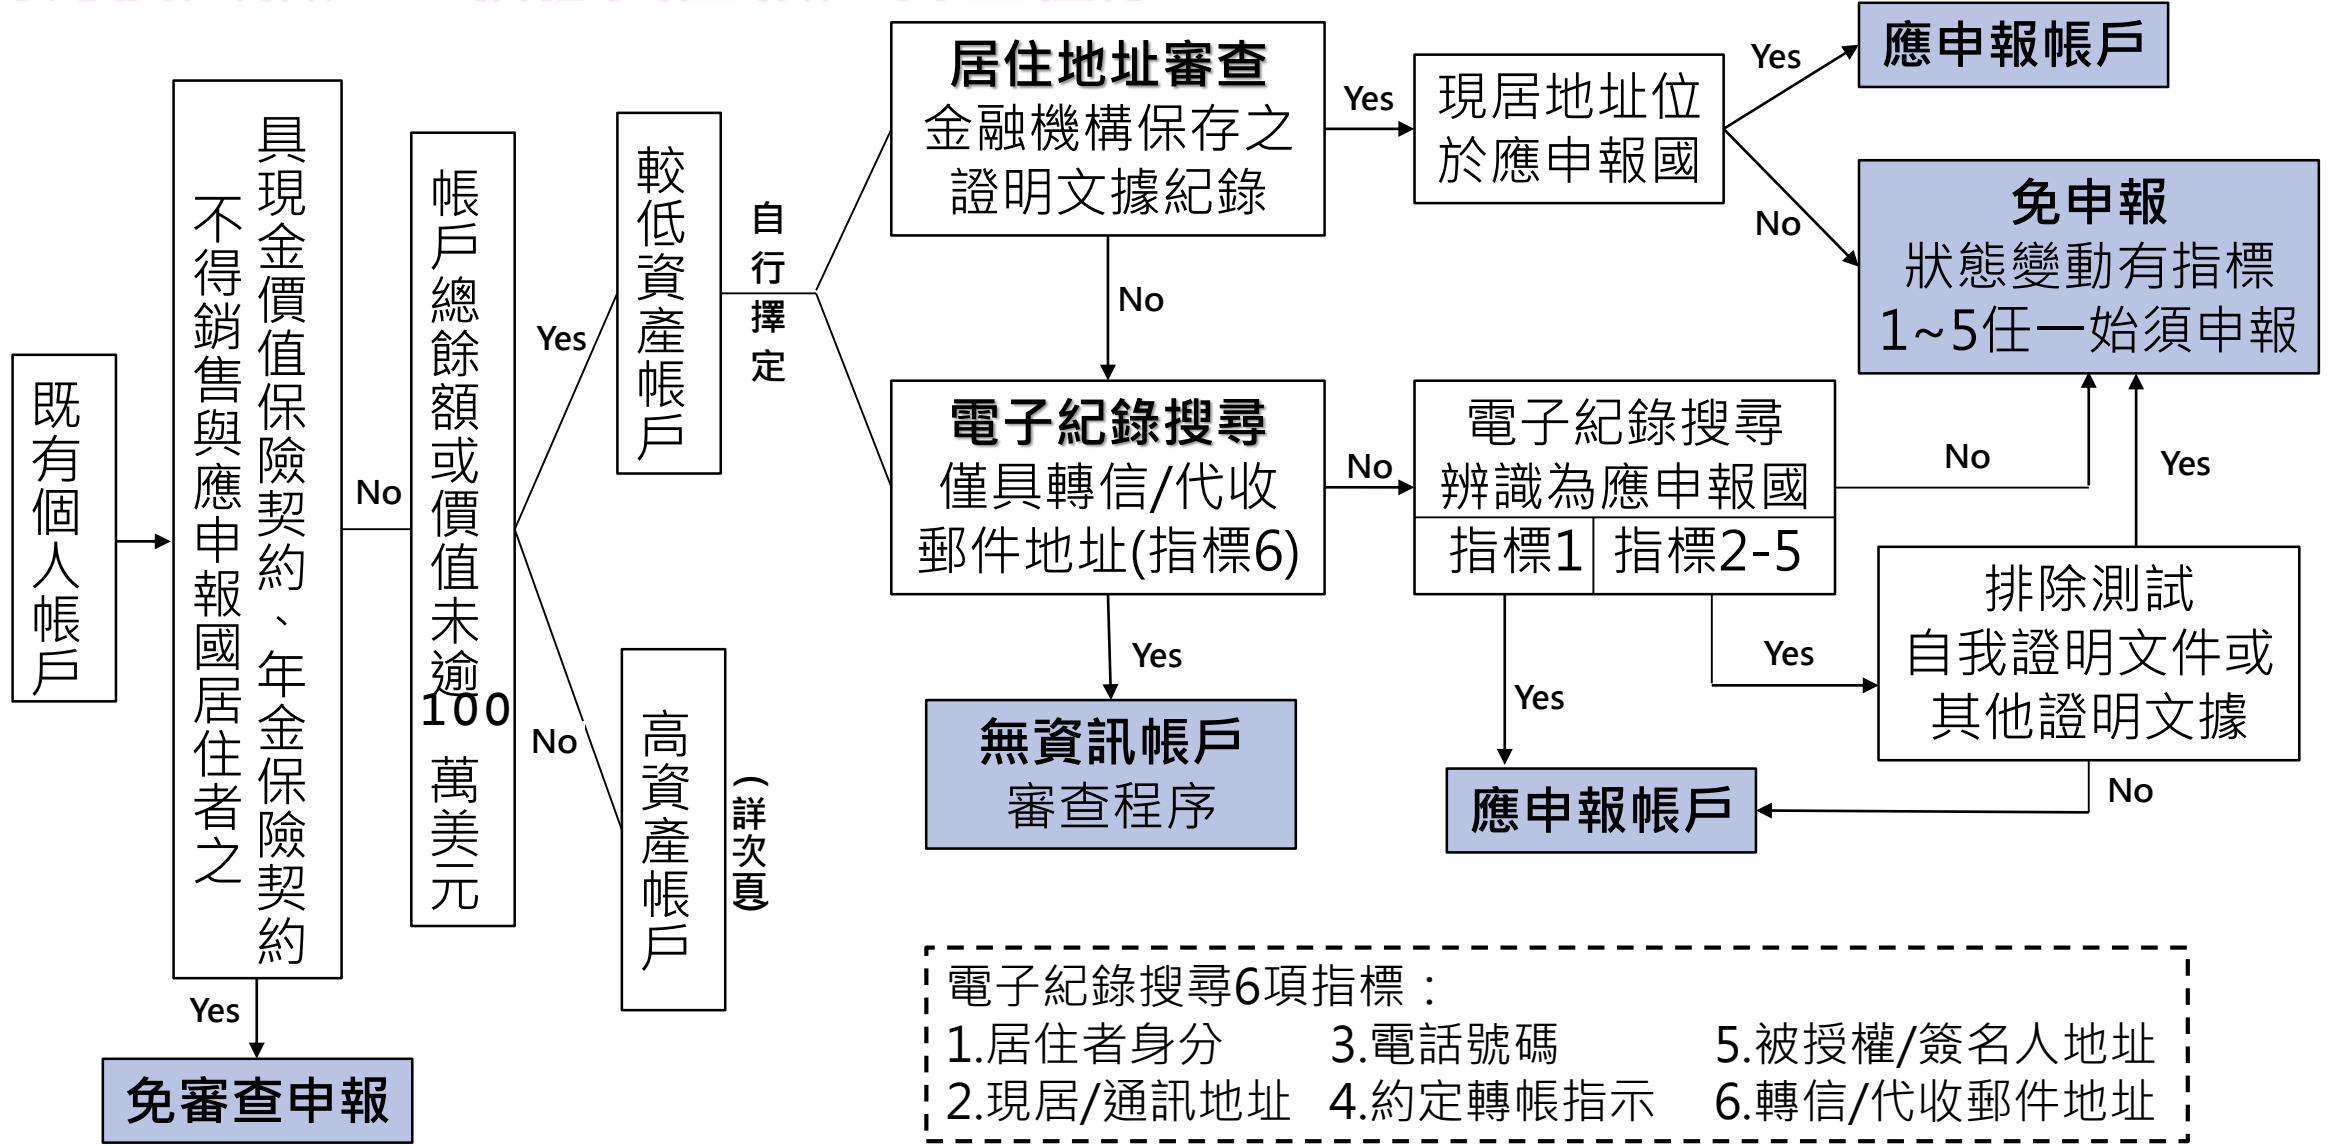 既有個人帳戶
具現金價值保險契約、年金保險契約
不得銷售與應申報國居住者之
No
Yes
免審查申報
帳戶總餘額或價值未逾100萬美元
Yes
No
較低資產帳戶
高資產帳戶
(詳次頁)
自行擇定
居住地址審查
金融機構保存之
證明文據紀錄
Yes
No
現居地址位
於應申報國
Yes
No
應申報帳戶
免申報
狀態變動有指標
1~5任一始須申報
電子紀錄搜尋
僅具轉信/代收
郵件地址(指標6)
No
Yes
無資訊帳戶
審查程序
電子紀錄搜尋
辨識為應申報國
指標1 指標2-5
No
Yes
Yes
Yes
排除測試
自我證明文件或
其他證明文據
No
應申報帳戶
電子紀錄搜尋6項指標：
1.居住者身分 3.電話號碼 5.被授權/簽名人地址
2.現居/通訊地址 4.約定轉帳指示 6.轉信/代收郵件地址